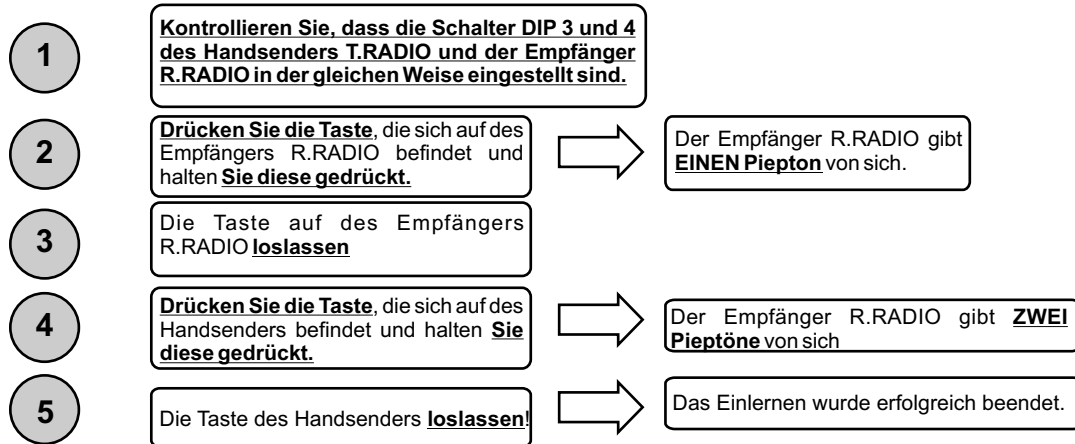 1
Kontrollieren Sie, dass die Schalter DIP 3 und 4
des Handsenders T.RADIO und der Empfänger
R.RADIO in der gleichen Weise eingestellt sind.
2
Drücken Sie die Taste, die sich auf des
Empfängers R.RADIO befindet und
halten Sie diese gedrückt.
Der Empfänger R.RADIO gibt
EINEN Piepton von sich.
3
Die Taste auf des Empfängers
R.RADIO loslassen
4
Drücken Sie die Taste, die sich auf des
Handsenders befindet und halten Sie
diese gedrückt.
Der Empfänger R.RADIO gibt ZWEI
Pieptöne von sich
5
Die Taste des Handsenders loslassen!
Das Einlernen wurde erfolgreich beendet.